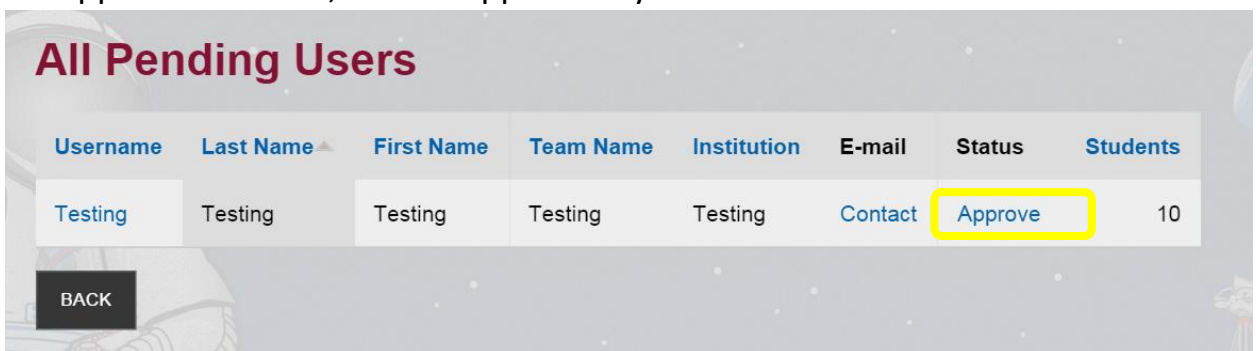 All Pending Users
Username Last Name First Name Team Name Institution E-mail Status Students
Testing Testing Testing Testing Testing Contact Approve 10
BACK